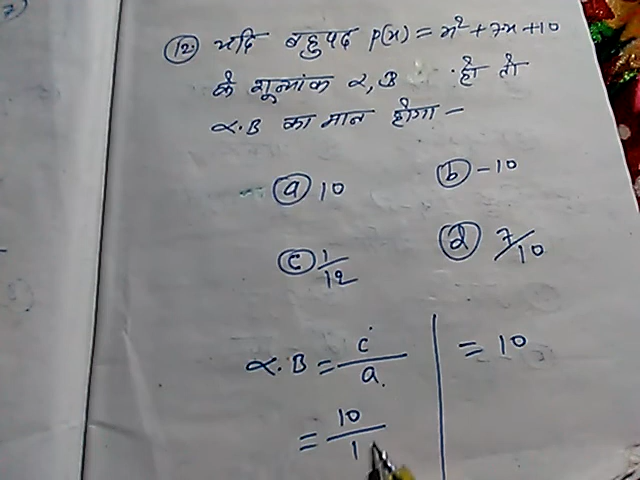 (12) यदि बहुपद P(x) = x² + 7x + 10
के शून्यांक α, B हो तो
α.B का मान होगा -
(a) 10 (b) -10
(c) 1/12 (d) 7/10
α.B = c/a = 10
= 10/1